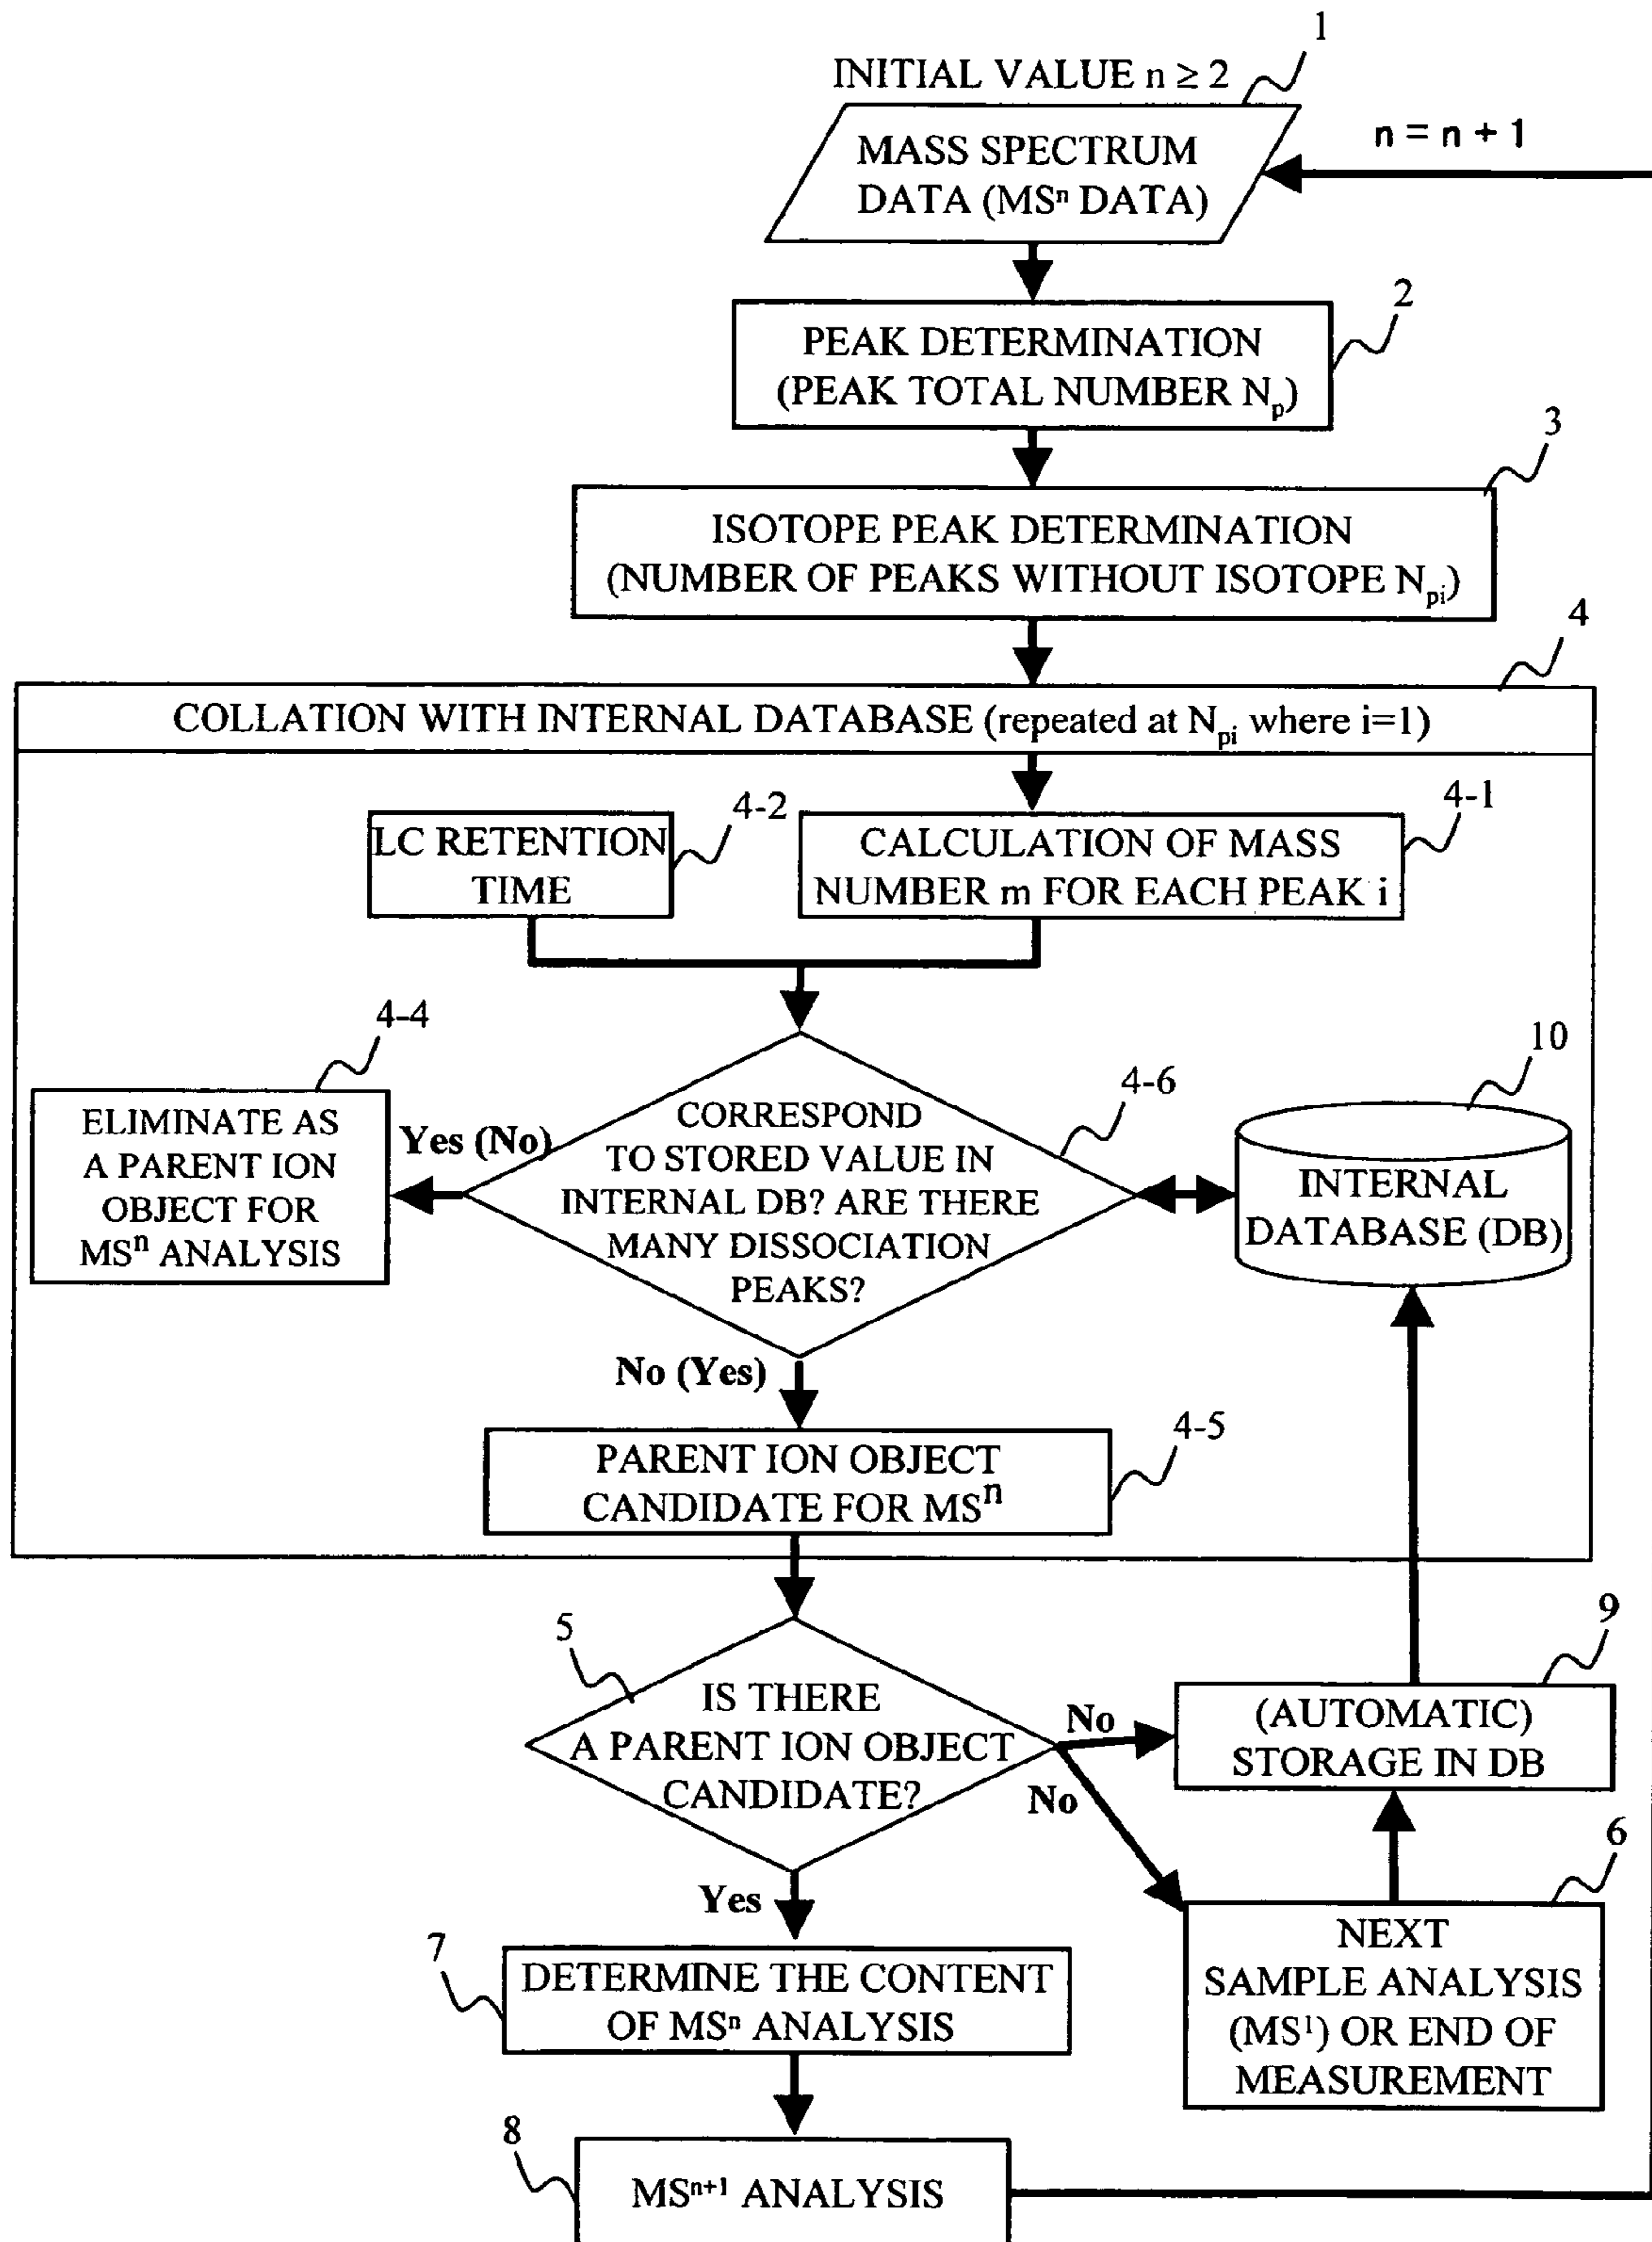 1
INITIAL VALUE n ≥ 2
n = n + 1
MASS SPECTRUM
DATA (MSⁿ DATA)
2
PEAK DETERMINATION
(PEAK TOTAL NUMBER Nₚ)
3
ISOTOPE PEAK DETERMINATION
(NUMBER OF PEAKS WITHOUT ISOTOPE Nₚᵢ)
4
COLLATION WITH INTERNAL DATABASE (repeated at Nₚᵢ where i=1)
4-2
LC RETENTION
TIME
4-1
CALCULATION OF MASS
NUMBER m FOR EACH PEAK i
4-4
ELIMINATE AS
A PARENT ION
OBJECT FOR
MSⁿ ANALYSIS
Yes (No)
4-6
CORRESPOND
TO STORED VALUE IN
INTERNAL DB? ARE THERE
MANY DISSOCIATION
PEAKS?
10
INTERNAL
DATABASE (DB)
No (Yes)
4-5
PARENT ION OBJECT
CANDIDATE FOR MSⁿ
5
IS THERE
A PARENT ION OBJECT
CANDIDATE?
No
No
9
(AUTOMATIC)
STORAGE IN DB
6
NEXT
SAMPLE ANALYSIS
(MS¹) OR END OF
MEASUREMENT
Yes
7
DETERMINE THE CONTENT
OF MSⁿ ANALYSIS
8
MSⁿ⁺¹ ANALYSIS